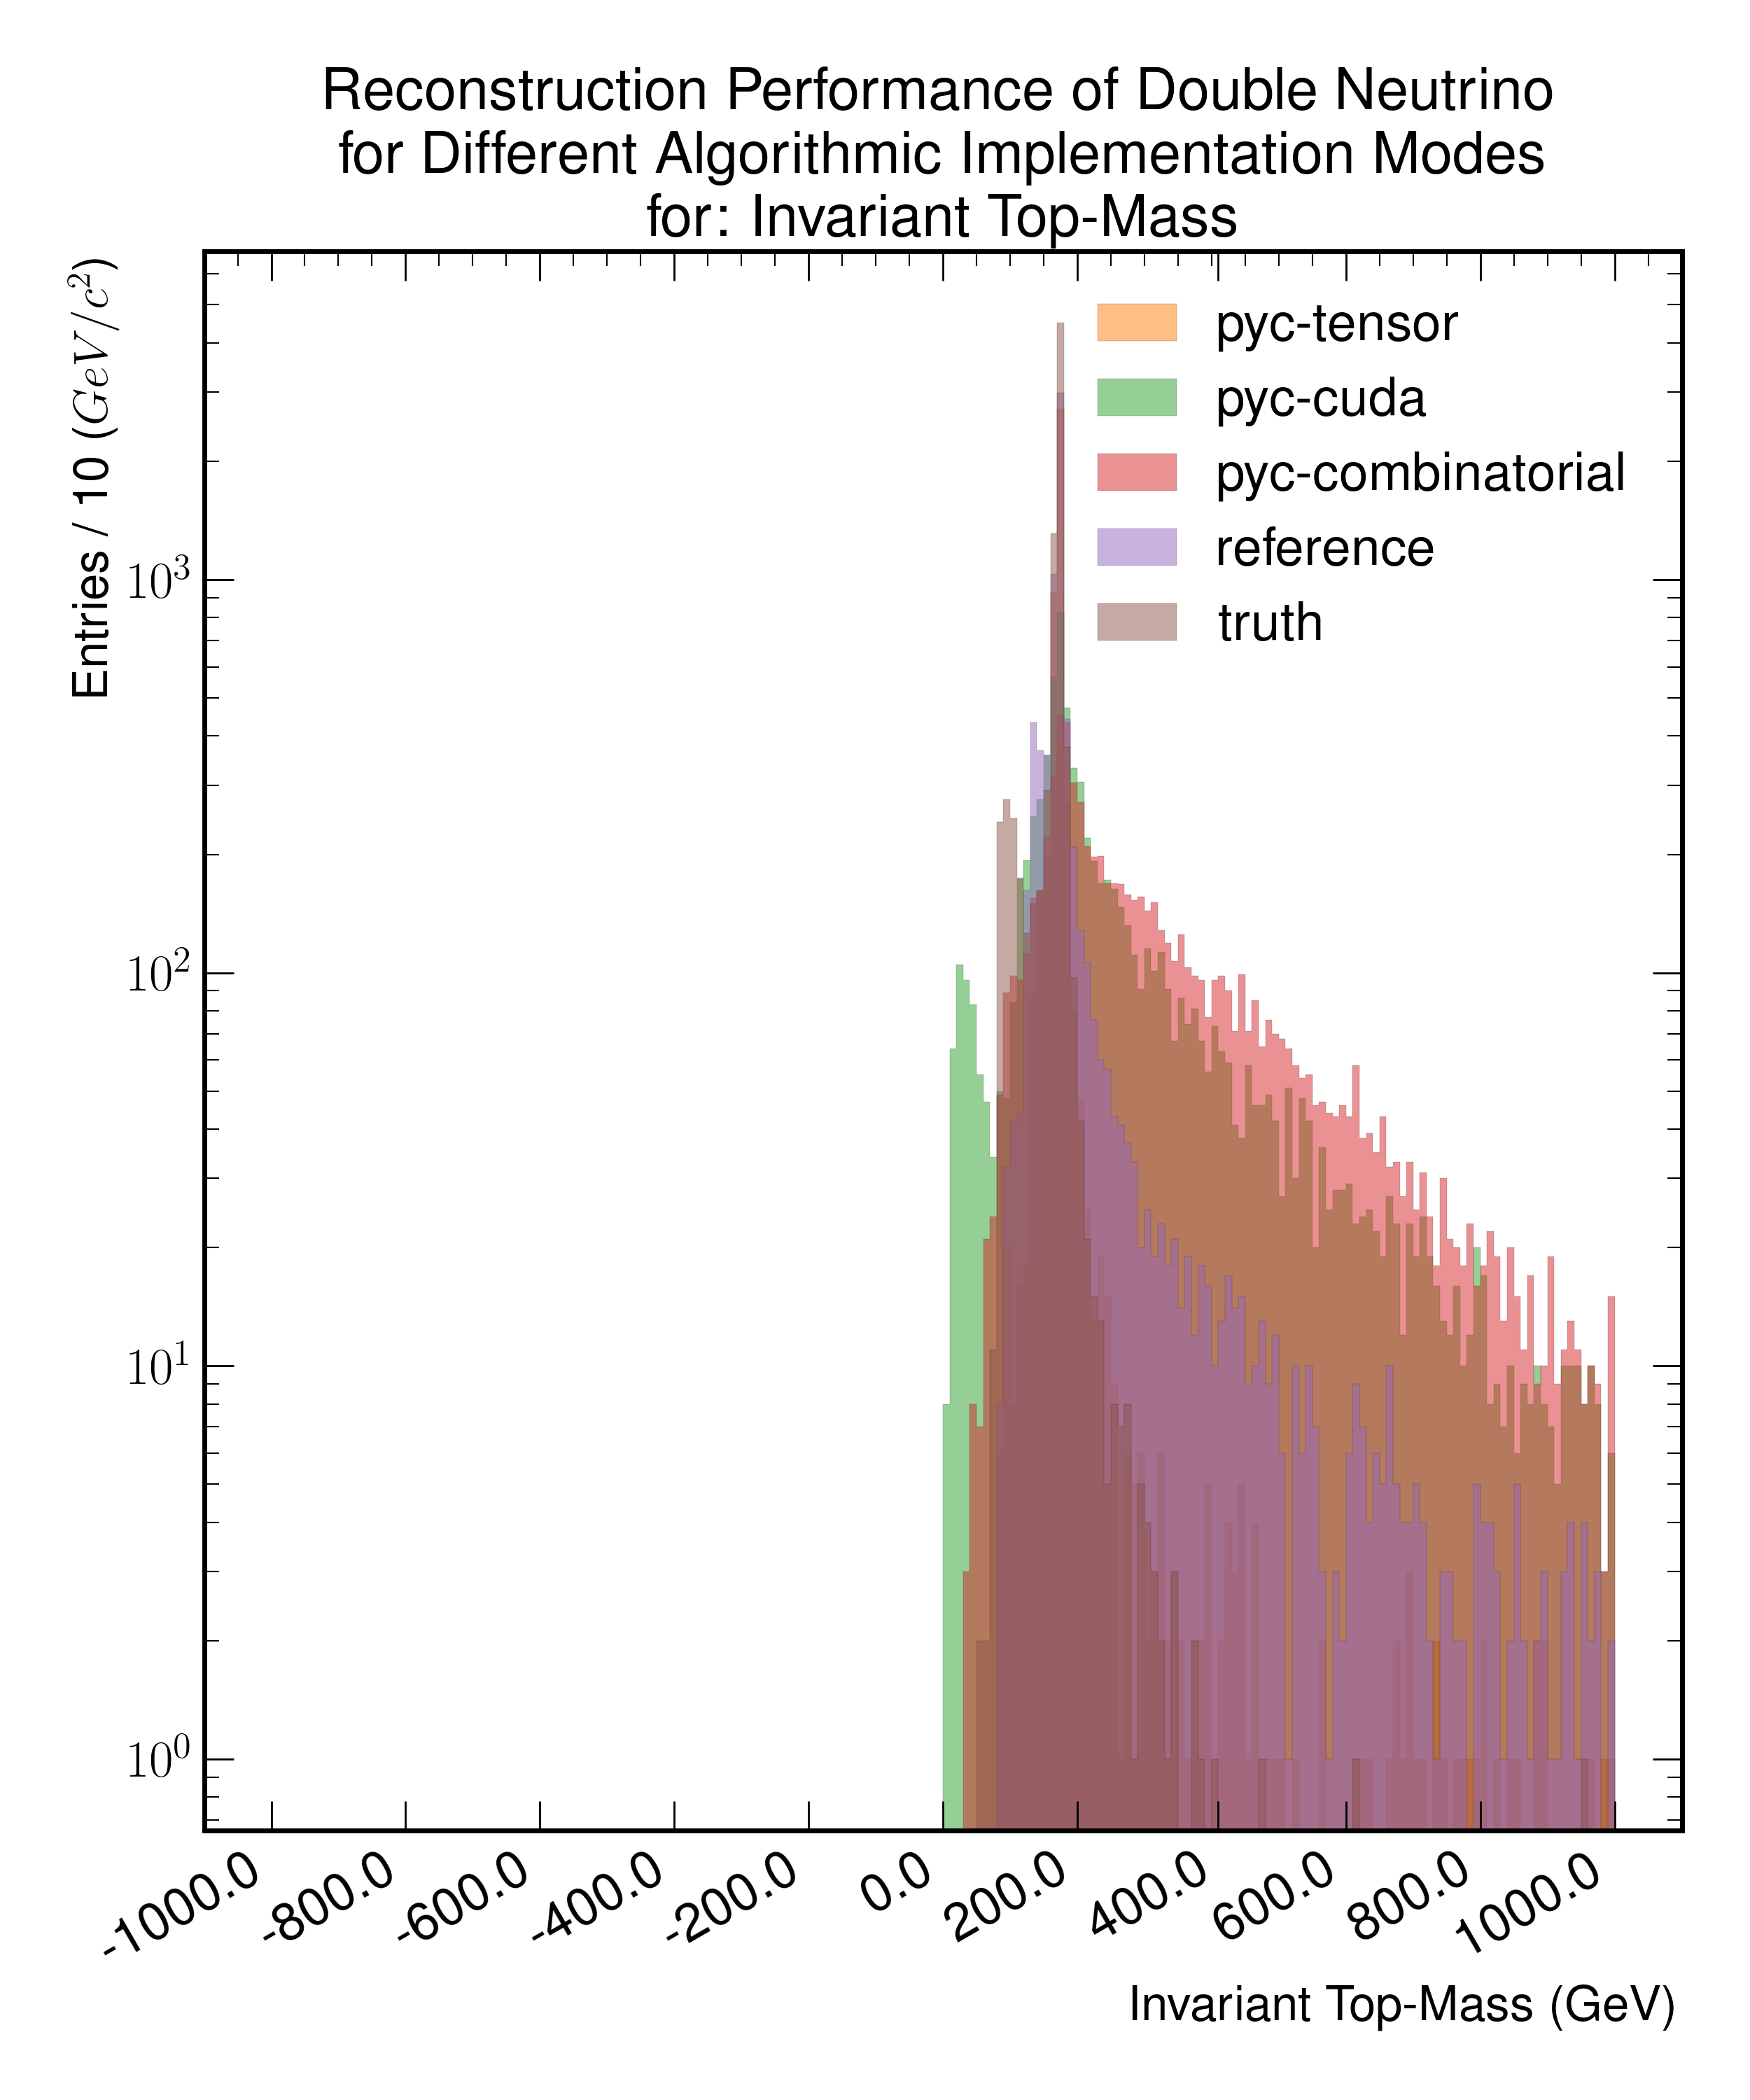 Reconstruction Performance of Double Neutrino
for Different Algorithmic Implementation Modes
for: Invariant Top-Mass
Entries / 10 (GeV/c²)
pyc-tensor
pyc-cuda
pyc-combinatorial
reference
truth
10³
10²
10¹
10⁰
-1000.0
-800.0
-600.0
-400.0
-200.0
0.0
200.0
400.0
600.0
800.0
1000.0
Invariant Top-Mass (GeV)